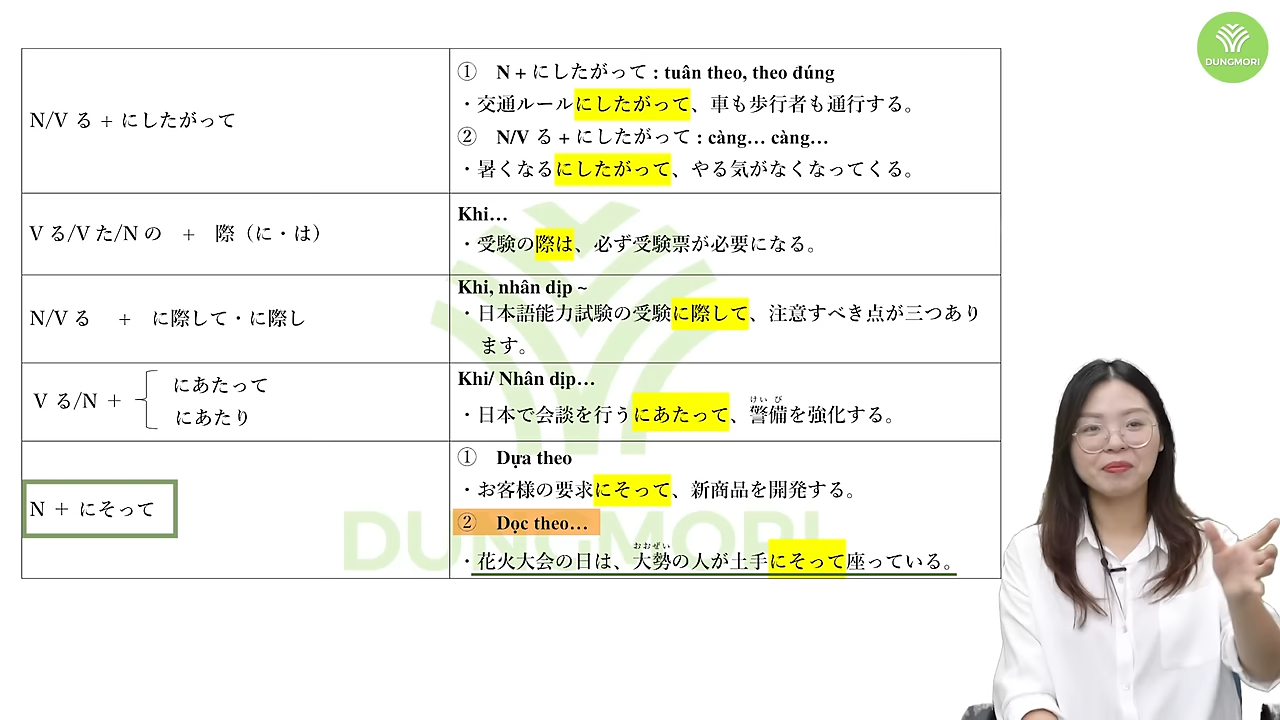 DUNGMORI
N/V る + にしたがって
① N + にしたがって : tuân theo, theo đúng
・交通ルールにしたがって、車も歩行者も通行する。
② N/V る + にしたがって : càng… càng…
・暑くなるにしたがって、やる気がなくなってくる。
V る/V た/N の + 際（に・は）
Khi…
・受験の際は、必ず受験票が必要になる。
N/V る + に際して・に際し
Khi, nhân dịp ~
・日本語能力試験の受験に際して、注意すべき点が三つあり
ます。
V る/N + にあたって
にあたり
Khi/ Nhân dịp…
・日本で会談を行うにあたって、警備を強化する。
けい び
N + にそって
① Dựa theo
・お客様の要求にそって、新商品を開発する。
② Dọc theo…
おおぜい
・花火大会の日は、大勢の人が土手にそって座っている。
DUNGMORI